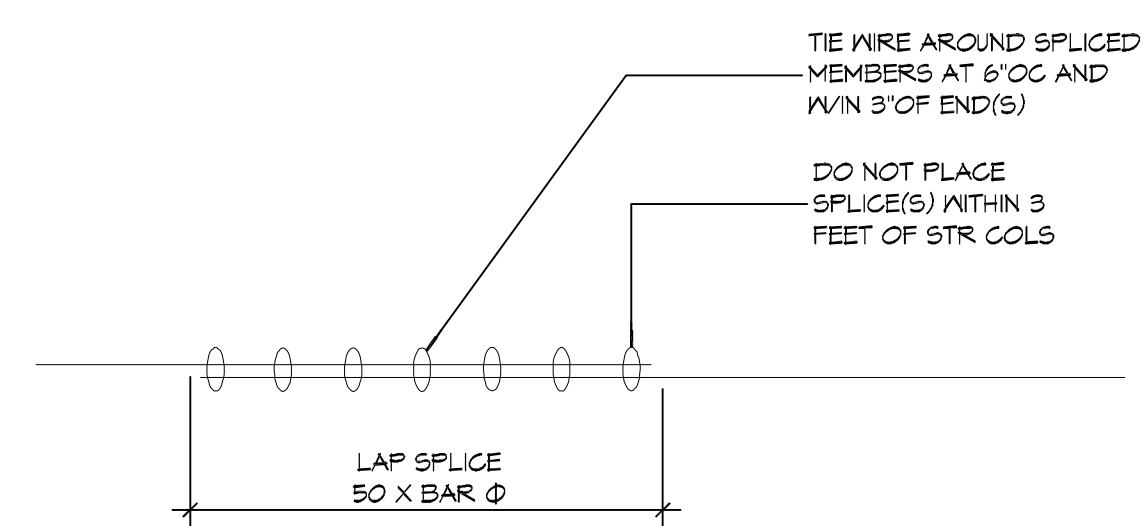 TIE WIRE AROUND SPLICED
MEMBERS AT 6"OC AND
W/IN 3"OF END(S)
DO NOT PLACE
SPLICE(S) WITHIN 3
FEET OF STR COLS
LAP SPLICE
50 X BAR Φ